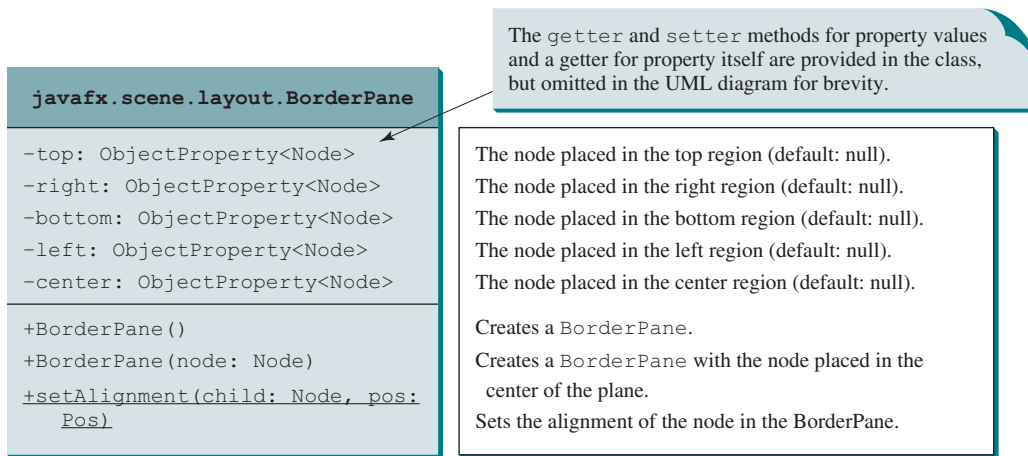 The getter and setter methods for property values
and a getter for property itself are provided in the class,
but omitted in the UML diagram for brevity.
javafx.scene.layout.BorderPane
-top: ObjectProperty<Node>
-right: ObjectProperty<Node>
-bottom: ObjectProperty<Node>
-left: ObjectProperty<Node>
-center: ObjectProperty<Node>
+BorderPane()
+BorderPane(node: Node)
+setAlignment(child: Node, pos:
Pos)
The node placed in the top region (default: null).
The node placed in the right region (default: null).
The node placed in the bottom region (default: null).
The node placed in the left region (default: null).
The node placed in the center region (default: null).
Creates a BorderPane.
Creates a BorderPane with the node placed in the
center of the plane.
Sets the alignment of the node in the BorderPane.